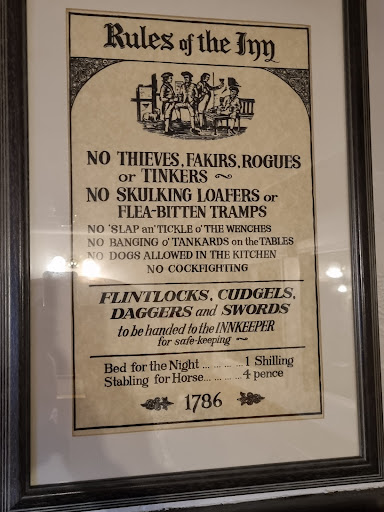 Rules of the Inn
NO THIEVES, FAKIRS, ROGUES
or TINKERS ~
NO SKULKING LOAFERS or
FLEA-BITTEN TRAMPS
NO 'SLAP an' TICKLE o' THE WENCHES
NO BANGING o' TANKARDS on the TABLES
NO DOGS ALLOWED IN THE KITCHEN
NO COCKFIGHTING
FLINTLOCKS, CUDGELS,
DAGGERS and SWORDS
to be handed to the INNKEEPER
for safe-keeping ~
Bed for the Night ... ... ... 1 Shilling
Stabling for Horse... ... ...4 pence
1786